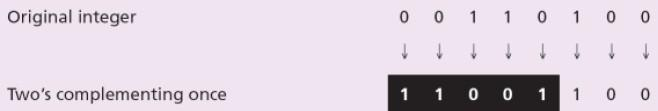 Original integer 0 0 1 1 0 1 0 0
↓ ↓ ↓ ↓ ↓ ↓ ↓ ↓
Two's complementing once 1 1 0 0 1 1 0 0